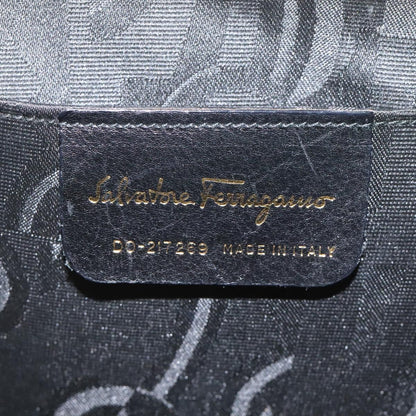 Salvatore Ferragamo
DO-217269 MADE IN ITALY